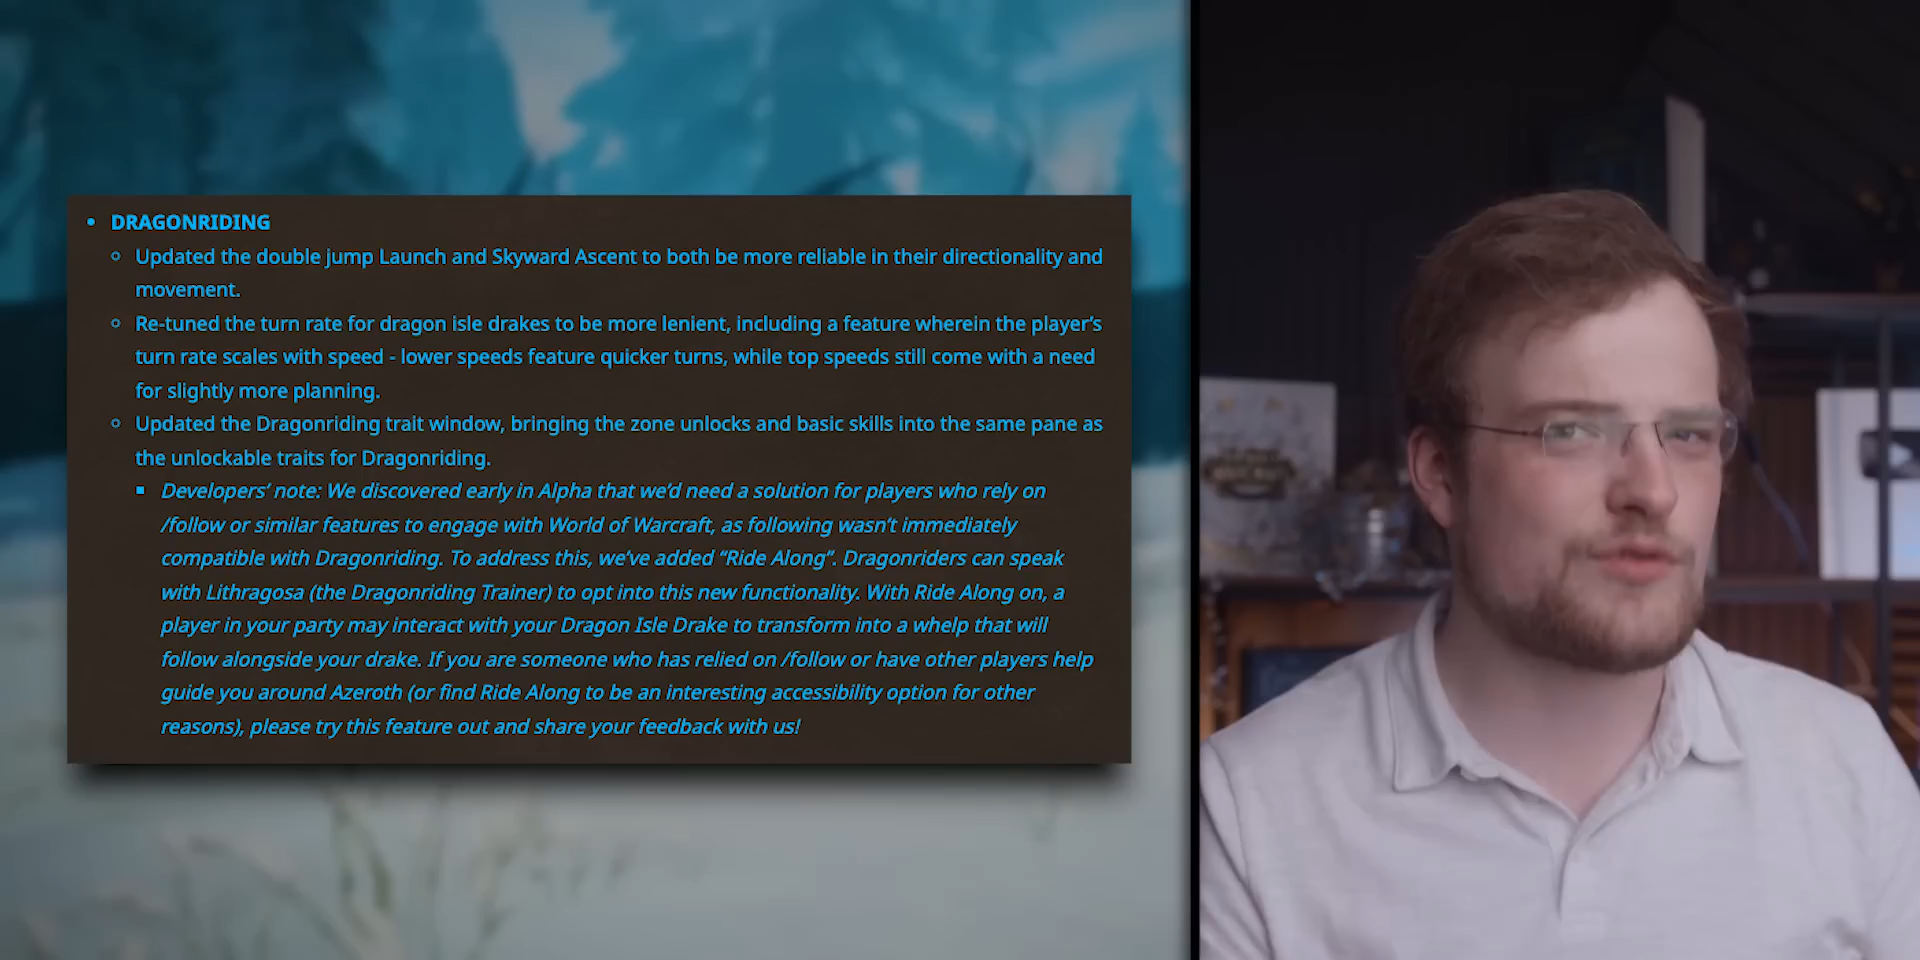 • DRAGONRIDING
◦ Updated the double jump Launch and Skyward Ascent to both be more reliable in their directionality and
movement.
◦ Re-tuned the turn rate for dragon isle drakes to be more lenient, including a feature wherein the player's
turn rate scales with speed - lower speeds feature quicker turns, while top speeds still come with a need
for slightly more planning.
◦ Updated the Dragonriding trait window, bringing the zone unlocks and basic skills into the same pane as
the unlockable traits for Dragonriding.
▪ Developers' note: We discovered early in Alpha that we'd need a solution for players who rely on
/follow or similar features to engage with World of Warcraft, as following wasn't immediately
compatible with Dragonriding. To address this, we've added “Ride Along”. Dragonriders can speak
with Lithragosa (the Dragonriding Trainer) to opt into this new functionality. With Ride Along on, a
player in your party may interact with your Dragon Isle Drake to transform into a whelp that will
follow alongside your drake. If you are someone who has relied on /follow or have other players help
guide you around Azeroth (or find Ride Along to be an interesting accessibility option for other
reasons), please try this feature out and share your feedback with us!